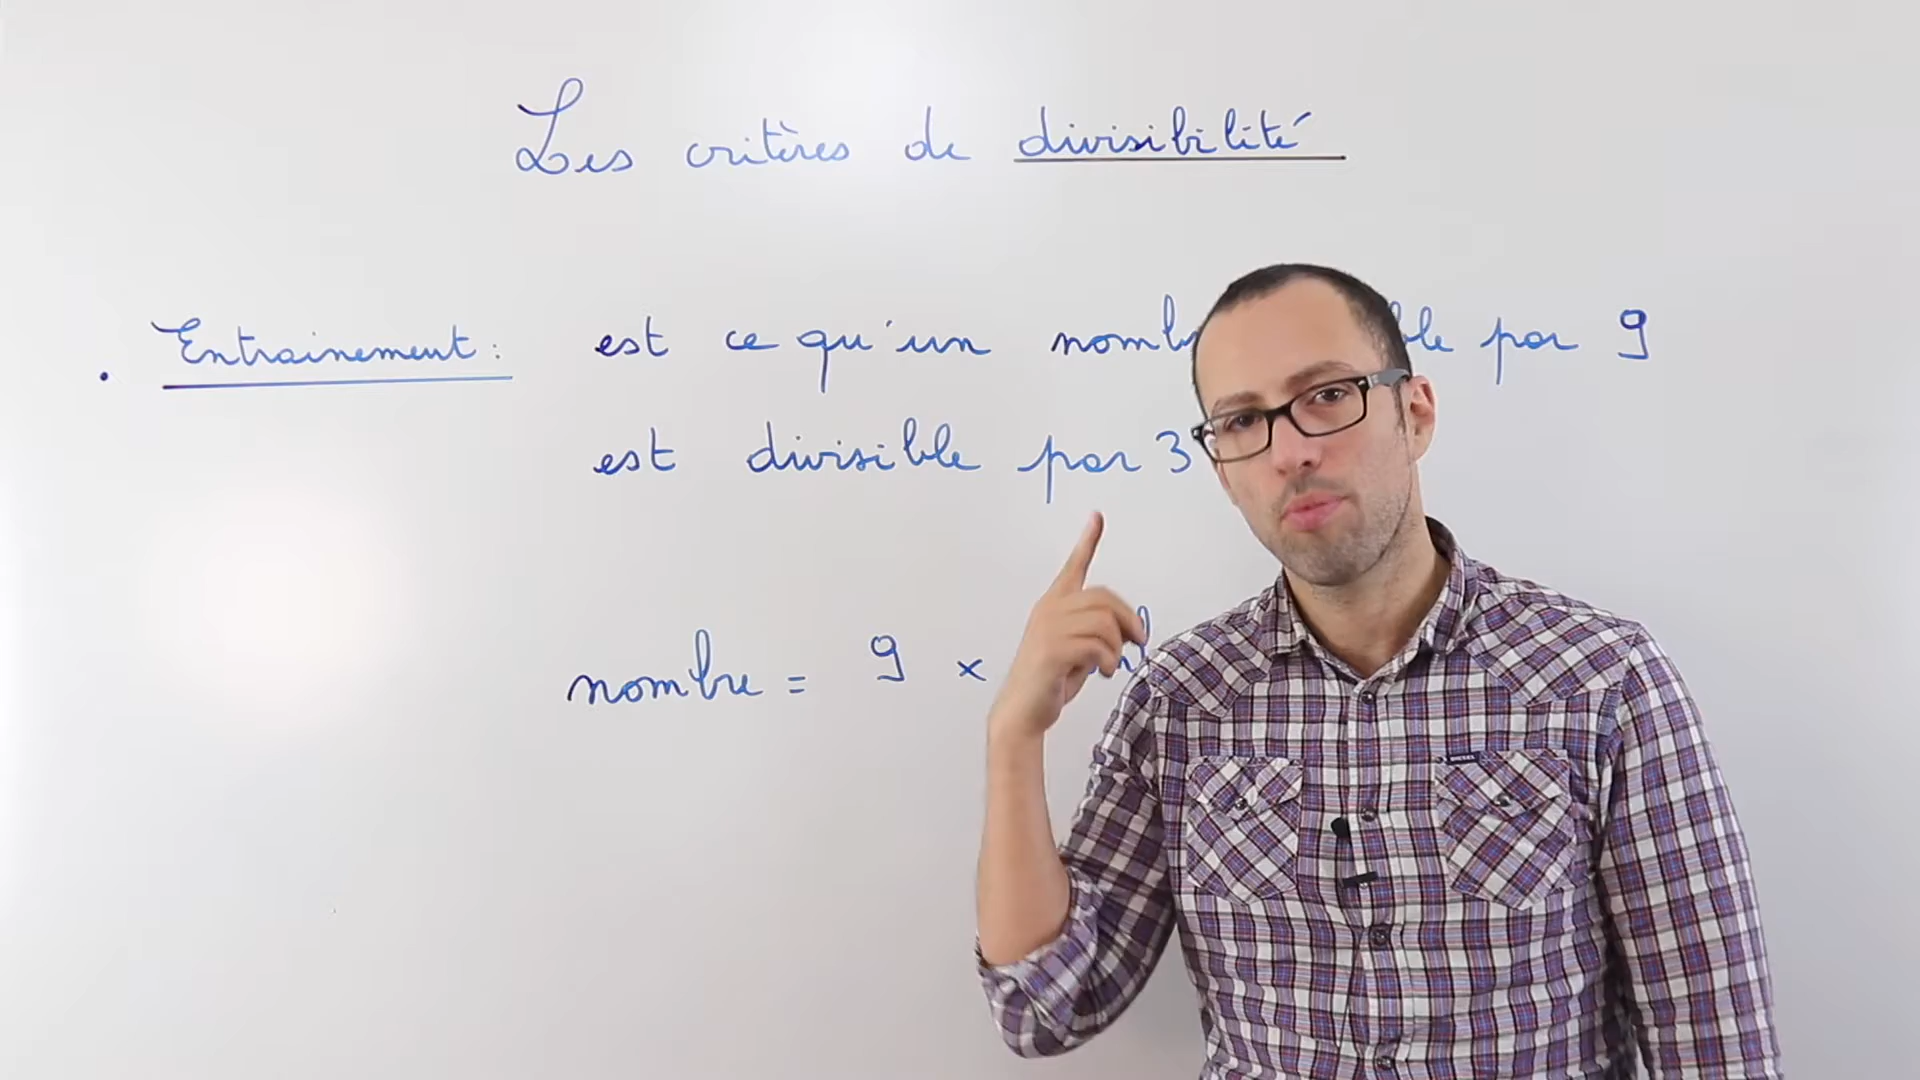 Les critères de divisibilité
. Entrainement : est ce qu'un par 9
est divisible par 3
nombre = 9 ×